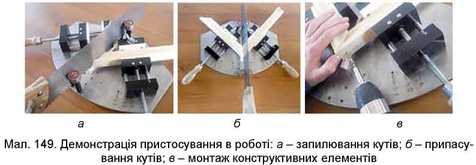 а
б
в
Мал. 149. Демонстрація пристосування в роботі: а – запилювання кутів; б – припасу-
вання кутів; в – монтаж конструктивних елементів